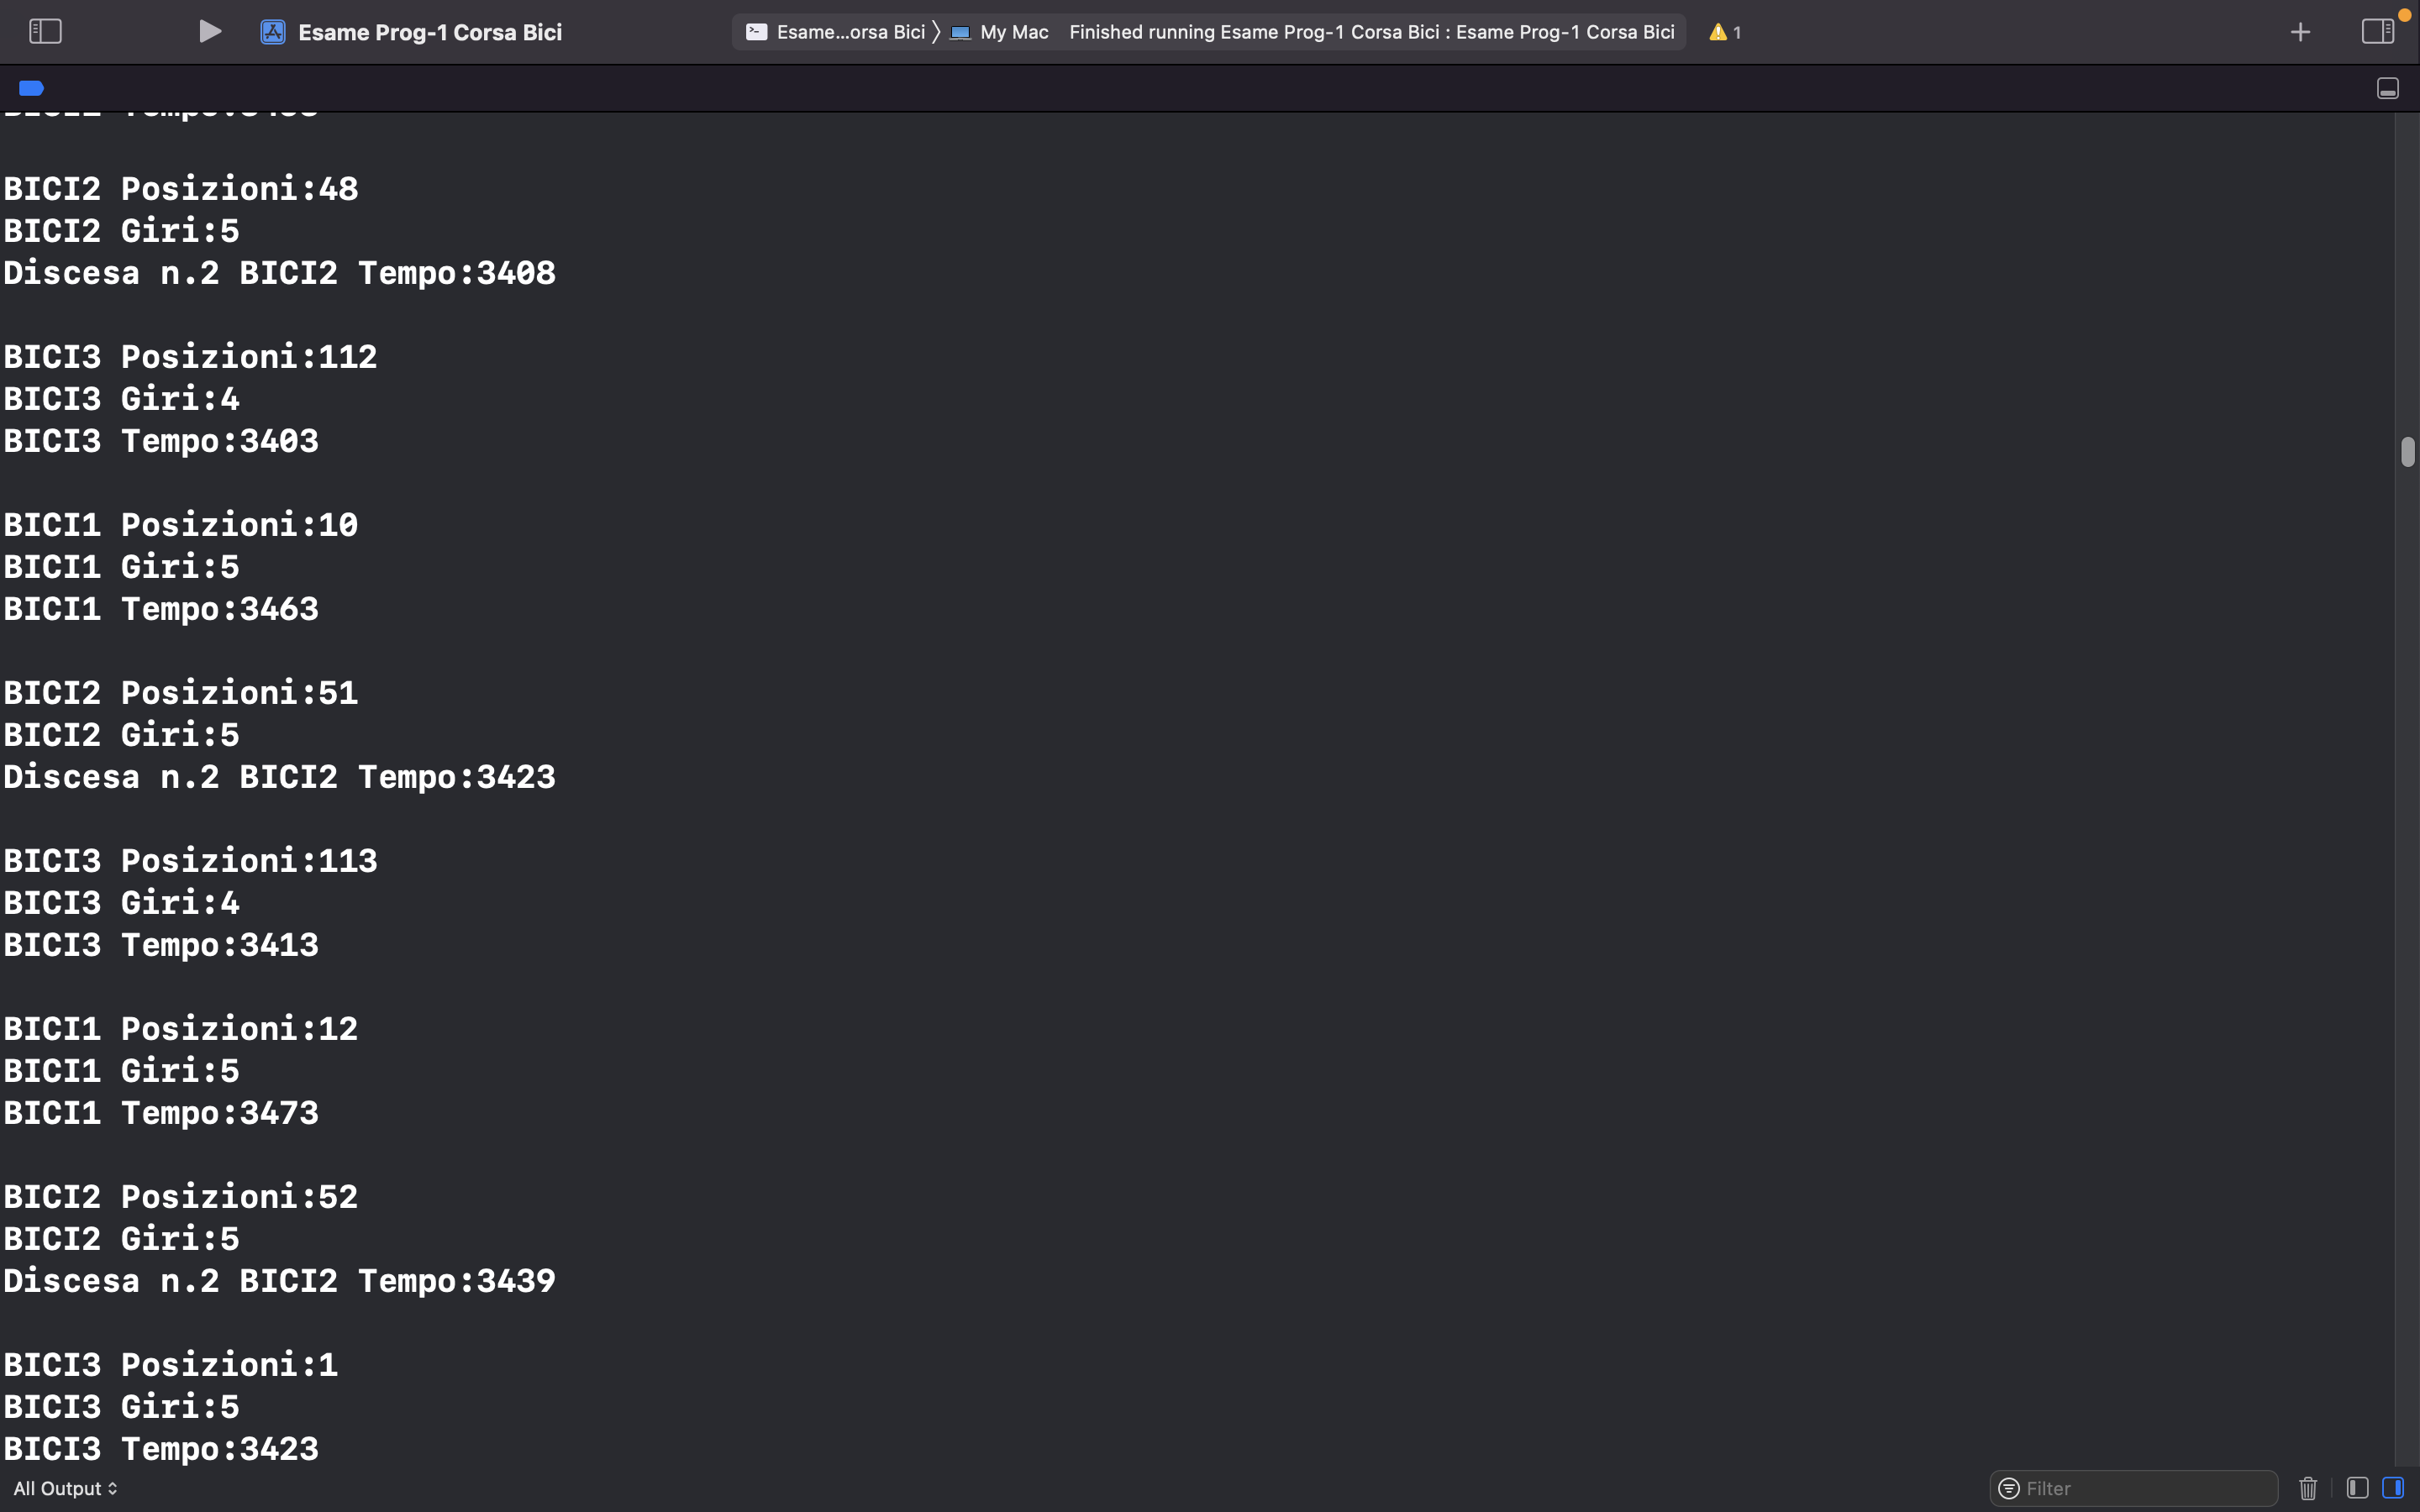 Esame Prog-1 Corsa Bici
Esame...orsa Bici
My Mac
Finished running Esame Prog-1 Corsa Bici : Esame Prog-1 Corsa Bici
1
BICI2 Posizioni:48
BICI2 Giri:5
Discesa n.2 BICI2 Tempo:3408
BICI3 Posizioni:112
BICI3 Giri:4
BICI3 Tempo:3403
BICI1 Posizioni:10
BICI1 Giri:5
BICI1 Tempo:3463
BICI2 Posizioni:51
BICI2 Giri:5
Discesa n.2 BICI2 Tempo:3423
BICI3 Posizioni:113
BICI3 Giri:4
BICI3 Tempo:3413
BICI1 Posizioni:12
BICI1 Giri:5
BICI1 Tempo:3473
BICI2 Posizioni:52
BICI2 Giri:5
Discesa n.2 BICI2 Tempo:3439
BICI3 Posizioni:1
BICI3 Giri:5
BICI3 Tempo:3423
All Output
Filter